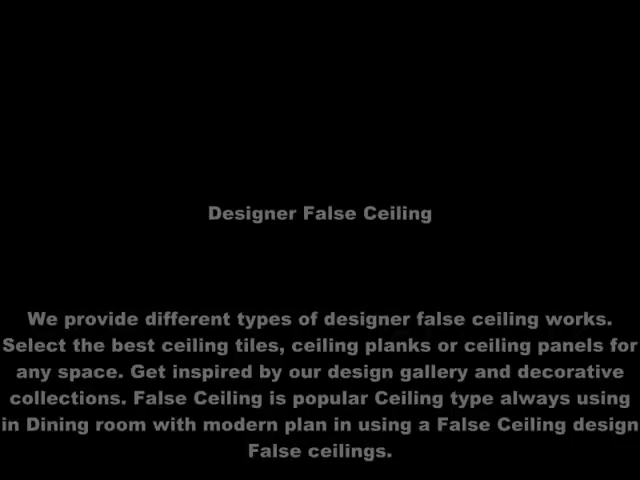 Designer False Ceiling
We provide different types of designer false ceiling works.
Select the best ceiling tiles, ceiling planks or ceiling panels for
any space. Get inspired by our design gallery and decorative
collections. False Ceiling is popular Ceiling type always using
in Dining room with modern plan in using a False Ceiling design
False ceilings.